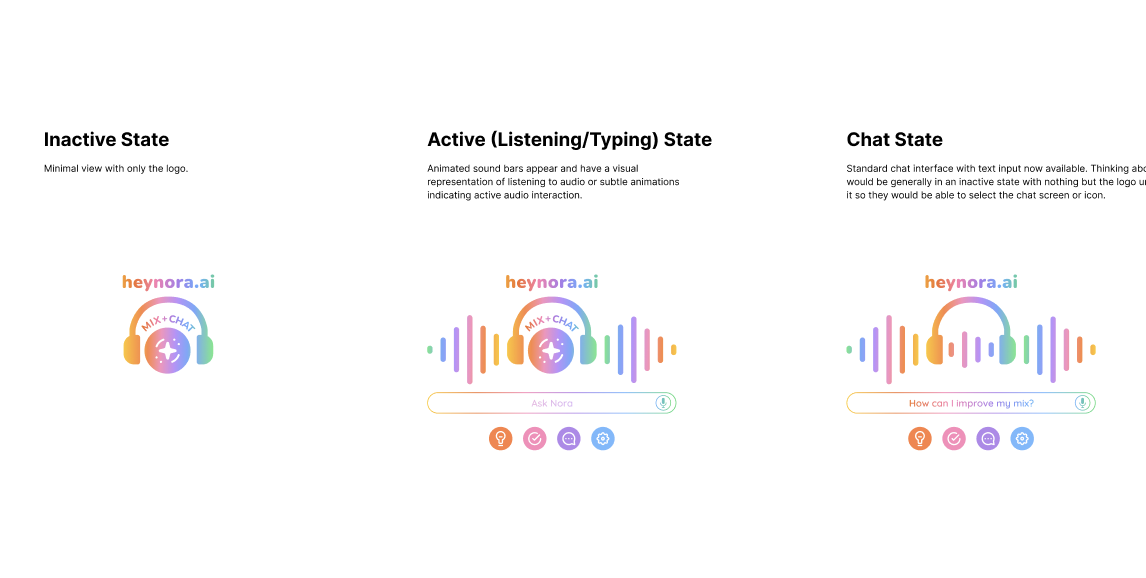 Inactive State
Minimal view with only the logo.
heynora.ai
MIX+CHAT
Active (Listening/Typing) State
Animated sound bars appear and have a visual
representation of listening to audio or subtle animations
indicating active audio interaction.
heynora.ai
MIX+CHAT
Ask Nora
Chat State
Standard chat interface with text input now available. Thinking
would be generally in an inactive state with nothing but the logo
it so they would be able to select the chat screen or icon.
heynora.ai
How can I improve my mix?